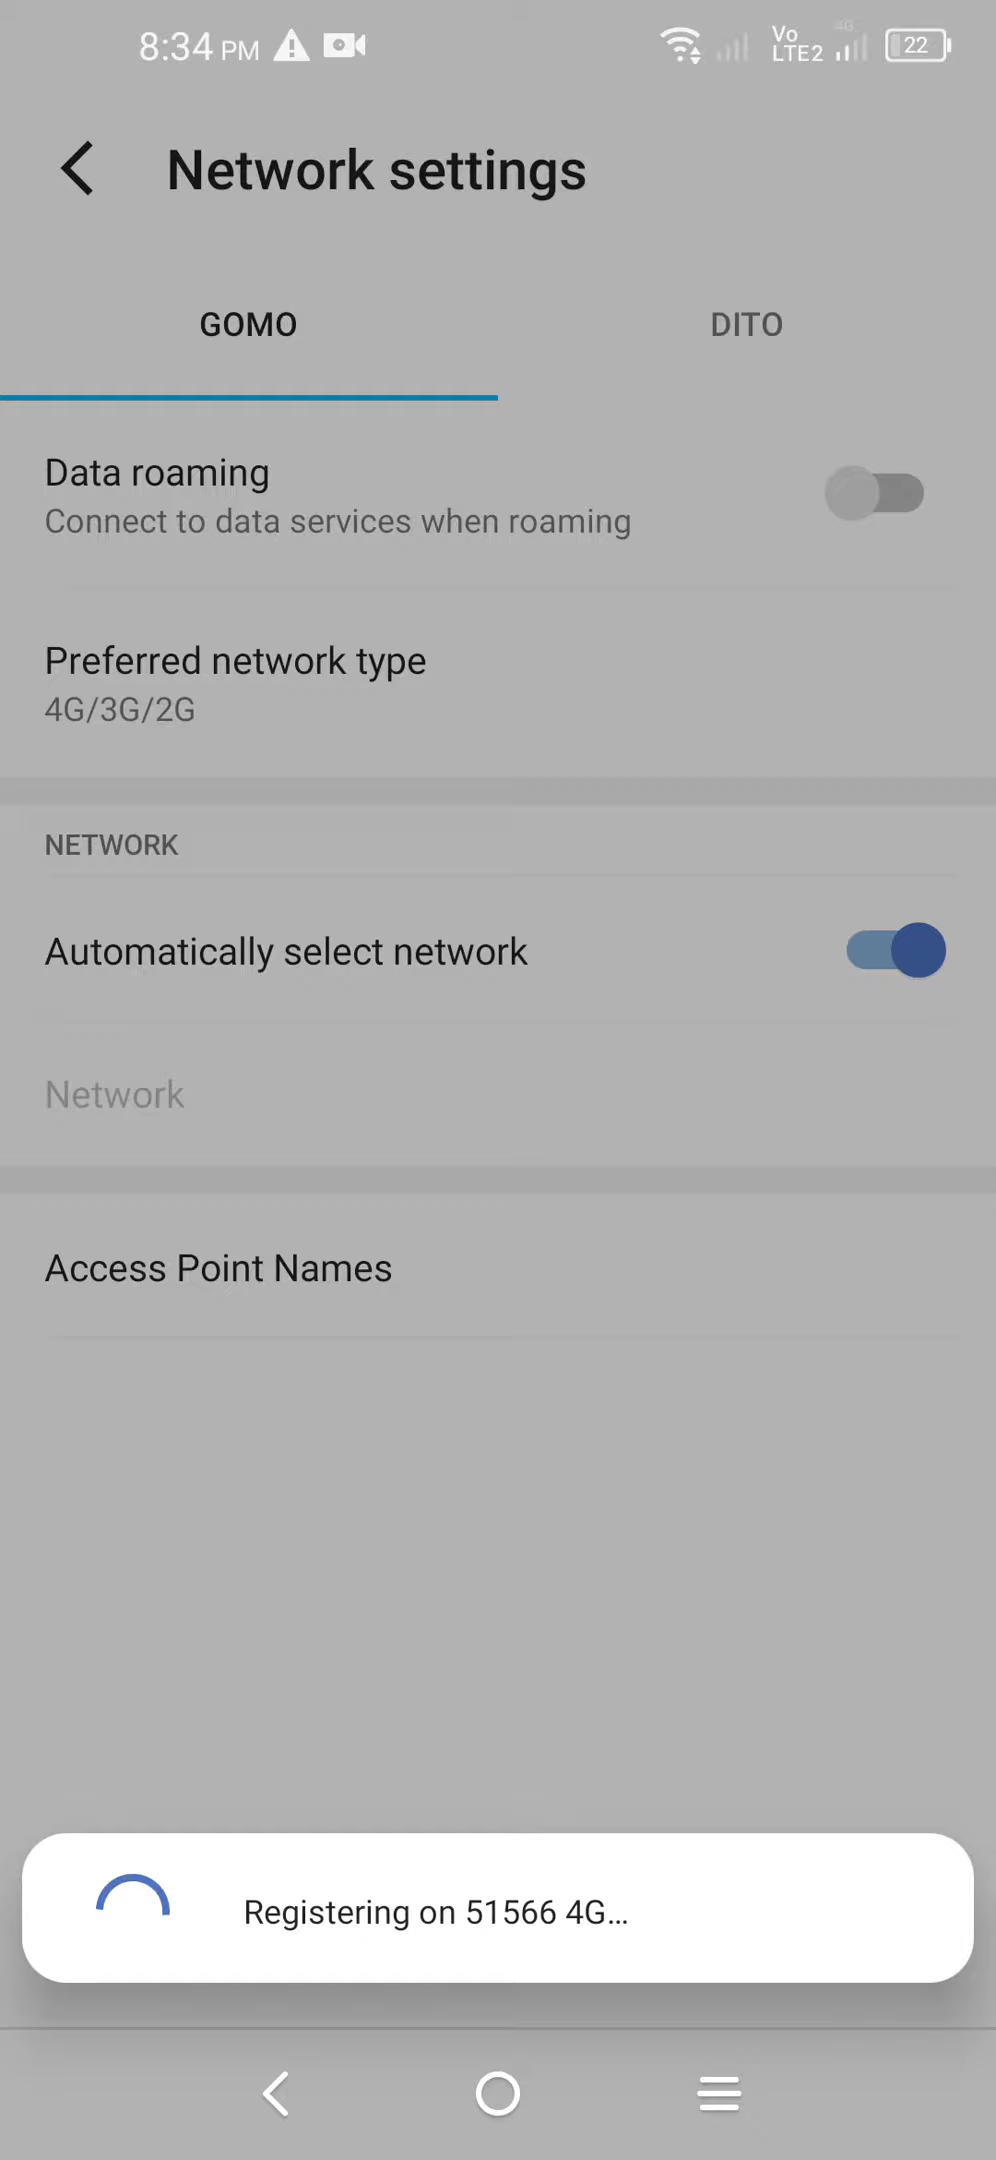 8:34 PM
Vo
LTE2
4G
22
Network settings
GOMO
DITO
Data roaming
Connect to data services when roaming
Preferred network type
4G/3G/2G
NETWORK
Automatically select network
Network
Access Point Names
Registering on 51566 4G...